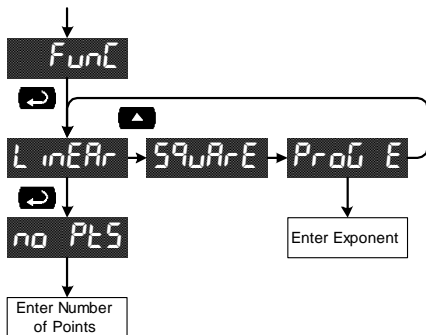 FunC
LinEAr SquArE ProG E
no PtS
Enter Exponent
Enter Number
of Points